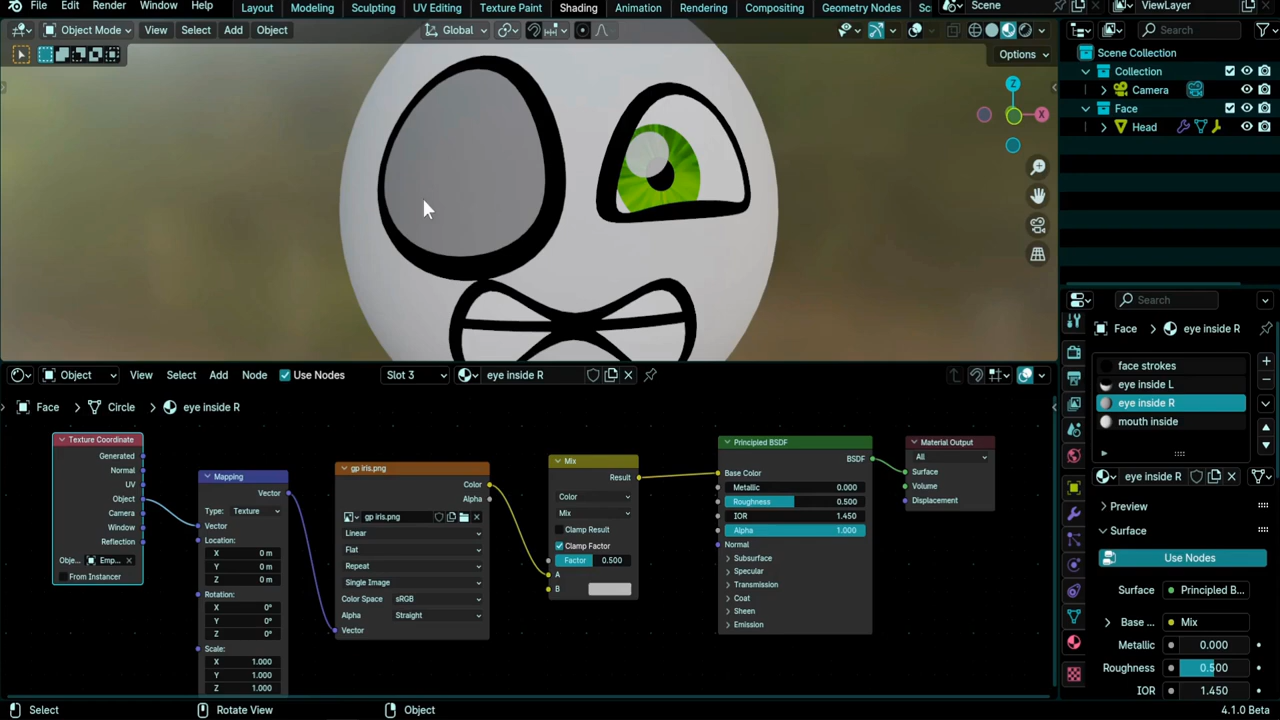 File Edit Render Window Help Layout Modeling Sculpting UV Editing Texture Paint Shading Animation Rendering Compositing Geometry Nodes Sc Scene ViewLayer
Object Mode View Select Add Object Global Search
Options
Scene Collection
Collection
Camera
Face
Head
Z
X
Search
Face eye inside R
face strokes
eye inside L
eye inside R
mouth inside
Object View Select Add Node Use Nodes Slot 3 eye inside R
Face Circle eye inside R
Texture Coordinate
Generated
Normal
UV
Object
Camera
Window
Reflection
Obje... Emp...
From Instancer
Mapping
Vector
Type: Texture
Vector
Location:
X 0 m
Y 0 m
Z 0 m
Rotation:
X 0°
Y 0°
Z 0°
Scale:
X 1.000
Y 1.000
Z 1.000
gp iris.png
Color
Alpha
gp iris.png
Linear
Flat
Repeat
Single Image
Color Space sRGB
Alpha Straight
Vector
Mix
Result
Color
Mix
Clamp Result
Clamp Factor
Factor 0.500
A
B
Principled BSDF
BSDF
Base Color
Metallic 0.000
Roughness 0.500
IOR 1.450
Alpha 1.000
Normal
Subsurface
Specular
Transmission
Coat
Sheen
Emission
Material Output
All
Surface
Volume
Displacement
eye inside R
Preview
Surface
Use Nodes
Surface Principled B...
Base ... Mix
Metallic 0.000
Roughness 0.500
IOR 1.450
Select Rotate View Object 4.1.0 Beta